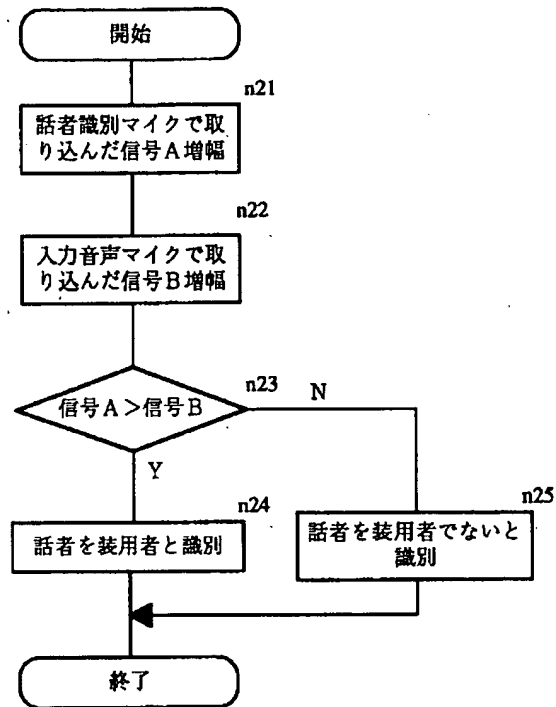 開始
n21
話者識別マイクで取
り込んだ信号A増幅
n22
入力音声マイクで取
り込んだ信号B増幅
n23
信号A＞信号B
N
Y
n24
話者を装用者と識別
n25
話者を装用者でないと
識別
終了